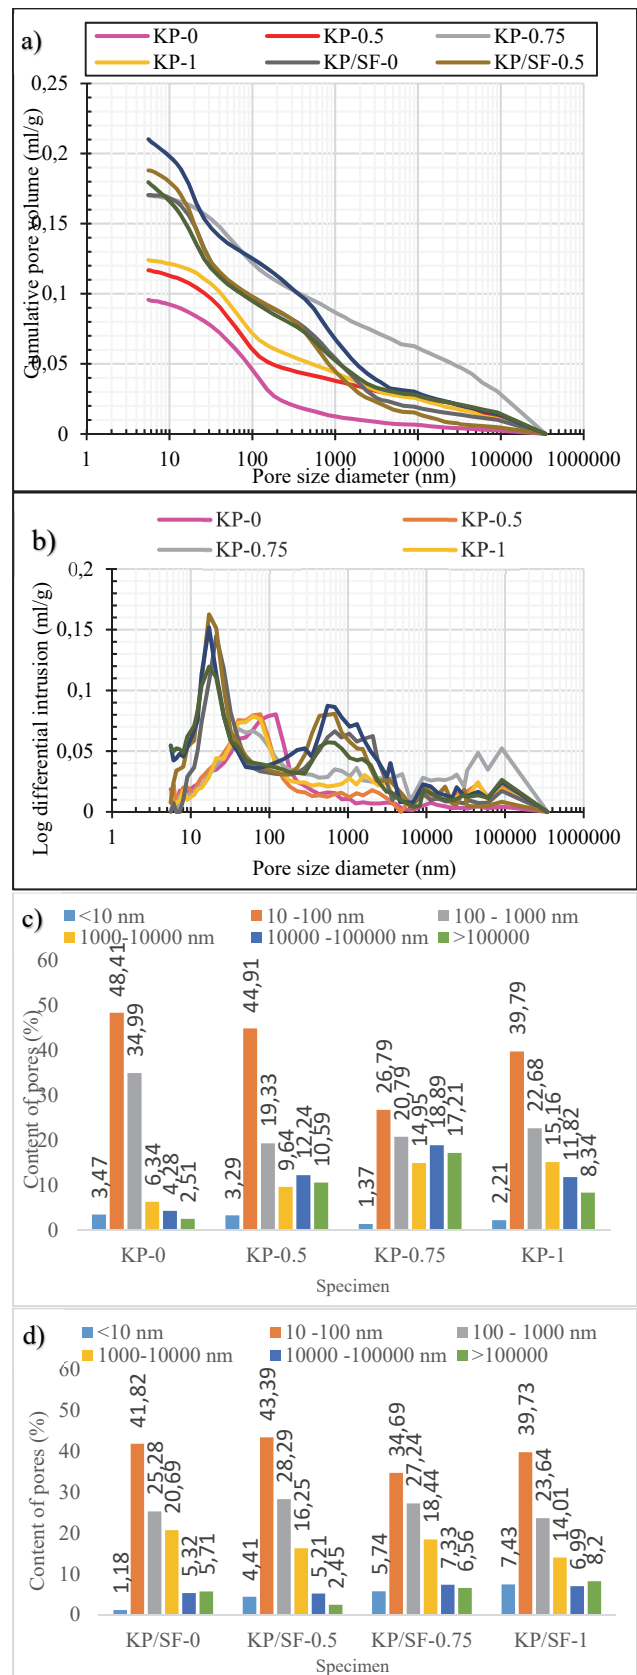 a)
KP-0 KP-0.5 KP-0.75
KP-1 KP/SF-0 KP/SF-0.5
Cumulative pore volume (ml/g)
0,25
0,2
0,15
0,1
0,05
0
1 10 100 1000 10000 100000 1000000
Pore size diameter (nm)
b)
KP-0 KP-0.5
KP-0.75 KP-1
Log differential intrusion (ml/g)
0,2
0,15
0,1
0,05
0
1 10 100 1000 10000 100000 1000000
Pore size diameter (nm)
c)
<10 nm 10 -100 nm 100 - 1000 nm
1000-10000 nm 10000 -100000 nm >100000
Content of pores (%)
60
50
40
30
20
10
0
3,47 48,41 34,99 6,34 4,28 2,51
3,29 44,91 19,33 9,64 12,24 10,59
1,37 26,79 20,79 14,95 18,89 17,21
2,21 39,79 22,68 15,16 11,82 8,34
KP-0 KP-0.5 KP-0.75 KP-1
Specimen
d)
<10 nm 10 -100 nm 100 - 1000 nm
1000-10000 nm 10000 -100000 nm >100000
Content of pores (%)
60
50
40
30
20
10
0
1,18 41,82 25,28 20,69 5,32 5,71
4,41 43,39 28,29 16,25 5,21 2,45
5,74 34,69 27,24 18,44 7,33 6,56
7,43 39,73 23,64 14,01 6,99 8,2
KP/SF-0 KP/SF-0.5 KP/SF-0.75 KP/SF-1
Specimen